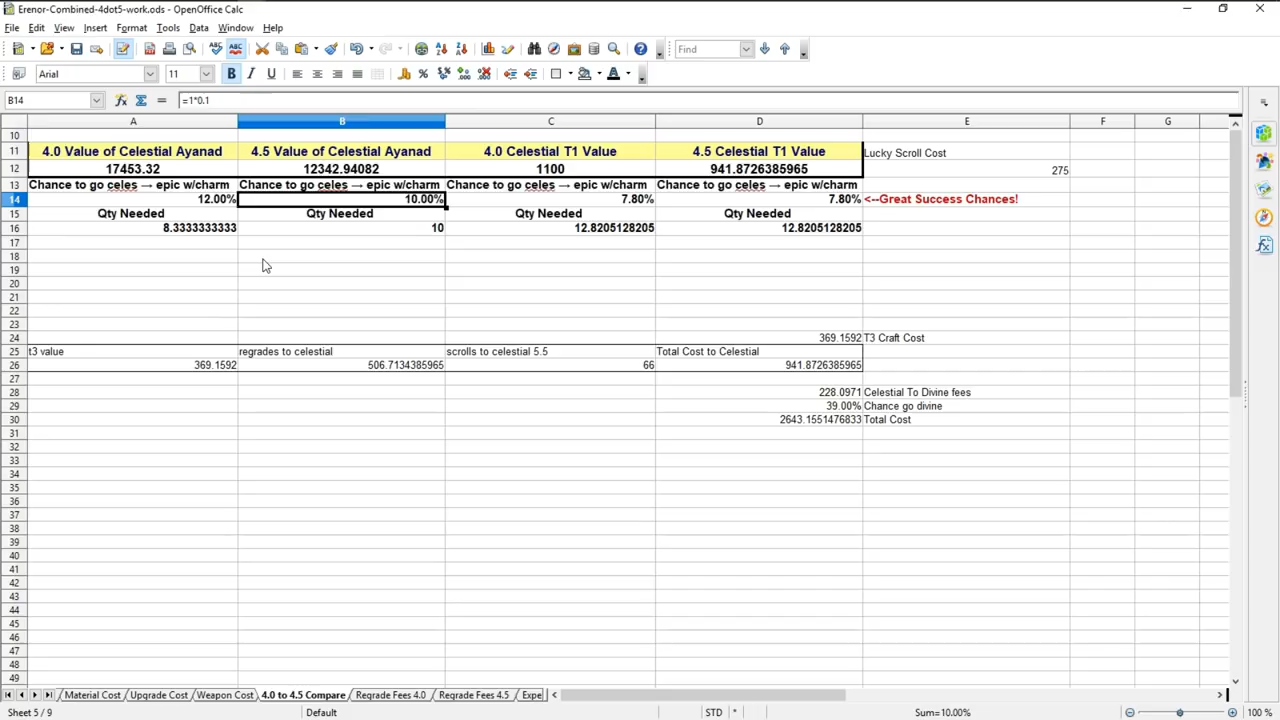 Erenor-Combined-4dot5-work.ods - OpenOffice Calc
File Edit View Insert Format Tools Data Window Help
Find
Arial 11 B I U
B14 =1*0.1
A B C D E F G
10
11 4.0 Value of Celestial Ayanad 4.5 Value of Celestial Ayanad 4.0 Celestial T1 Value 4.5 Celestial T1 Value Lucky Scroll Cost
12 17453.32 12342.94082 1100 941.8726385965 275
13 Chance to go celes → epic w/charm Chance to go celes → epic w/charm Chance to go celes → epic w/charm Chance to go celes → epic w/charm
14 12.00% 10.00% 7.80% 7.80% <--Great Success Chances!
15 Qty Needed Qty Needed Qty Needed Qty Needed
16 8.3333333333 10 12.8205128205 12.8205128205
17
18
19
20
21
22
23
24 369.1592 T3 Craft Cost
25 t3 value regrades to celestial scrolls to celestial 5.5 Total Cost to Celestial
26 369.1592 506.7134385965 66 941.8726385965
27
28 228.0971 Celestial To Divine fees
29 39.00% Chance go divine
30 2643.1551476833 Total Cost
31
32
33
34
35
36
37
38
39
40
41
42
43
44
45
46
47
48
49
Material Cost Upgrade Cost Weapon Cost 4.0 to 4.5 Compare Regrade Fees 4.0 Regrade Fees 4.5 Expe
Sheet 5 / 9 Default STD * Sum=10.00% 100 %